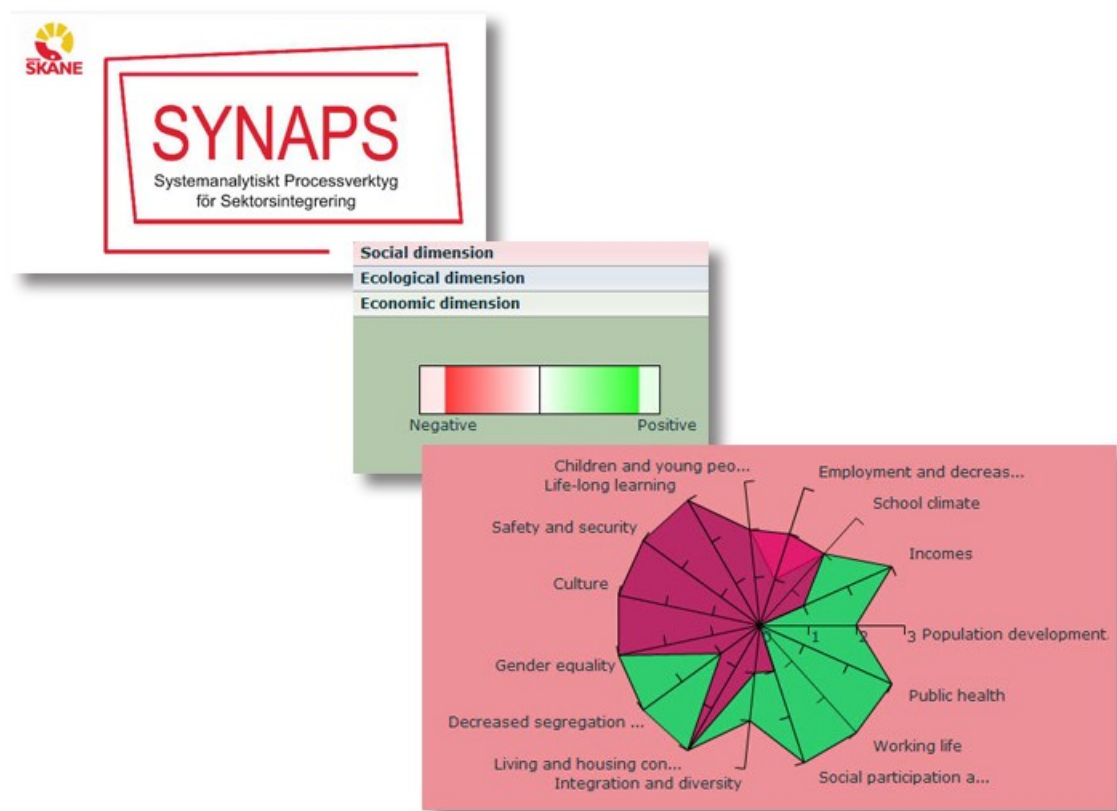 SKÅNE
SYNAPS
Systemanalytiskt Processverktyg
för Sektorsintegrering
Social dimension
Ecological dimension
Economic dimension
Negative
Positive
Children and young peo ...
Life-long learning
Employment and decreas ...
School climate
Safety and security
Incomes
Culture
0 1 2 3 Population development
Gender equality
Public health
Decreased segregation ...
Working life
Living and housing con...
Integration and diversity
Social participation a...